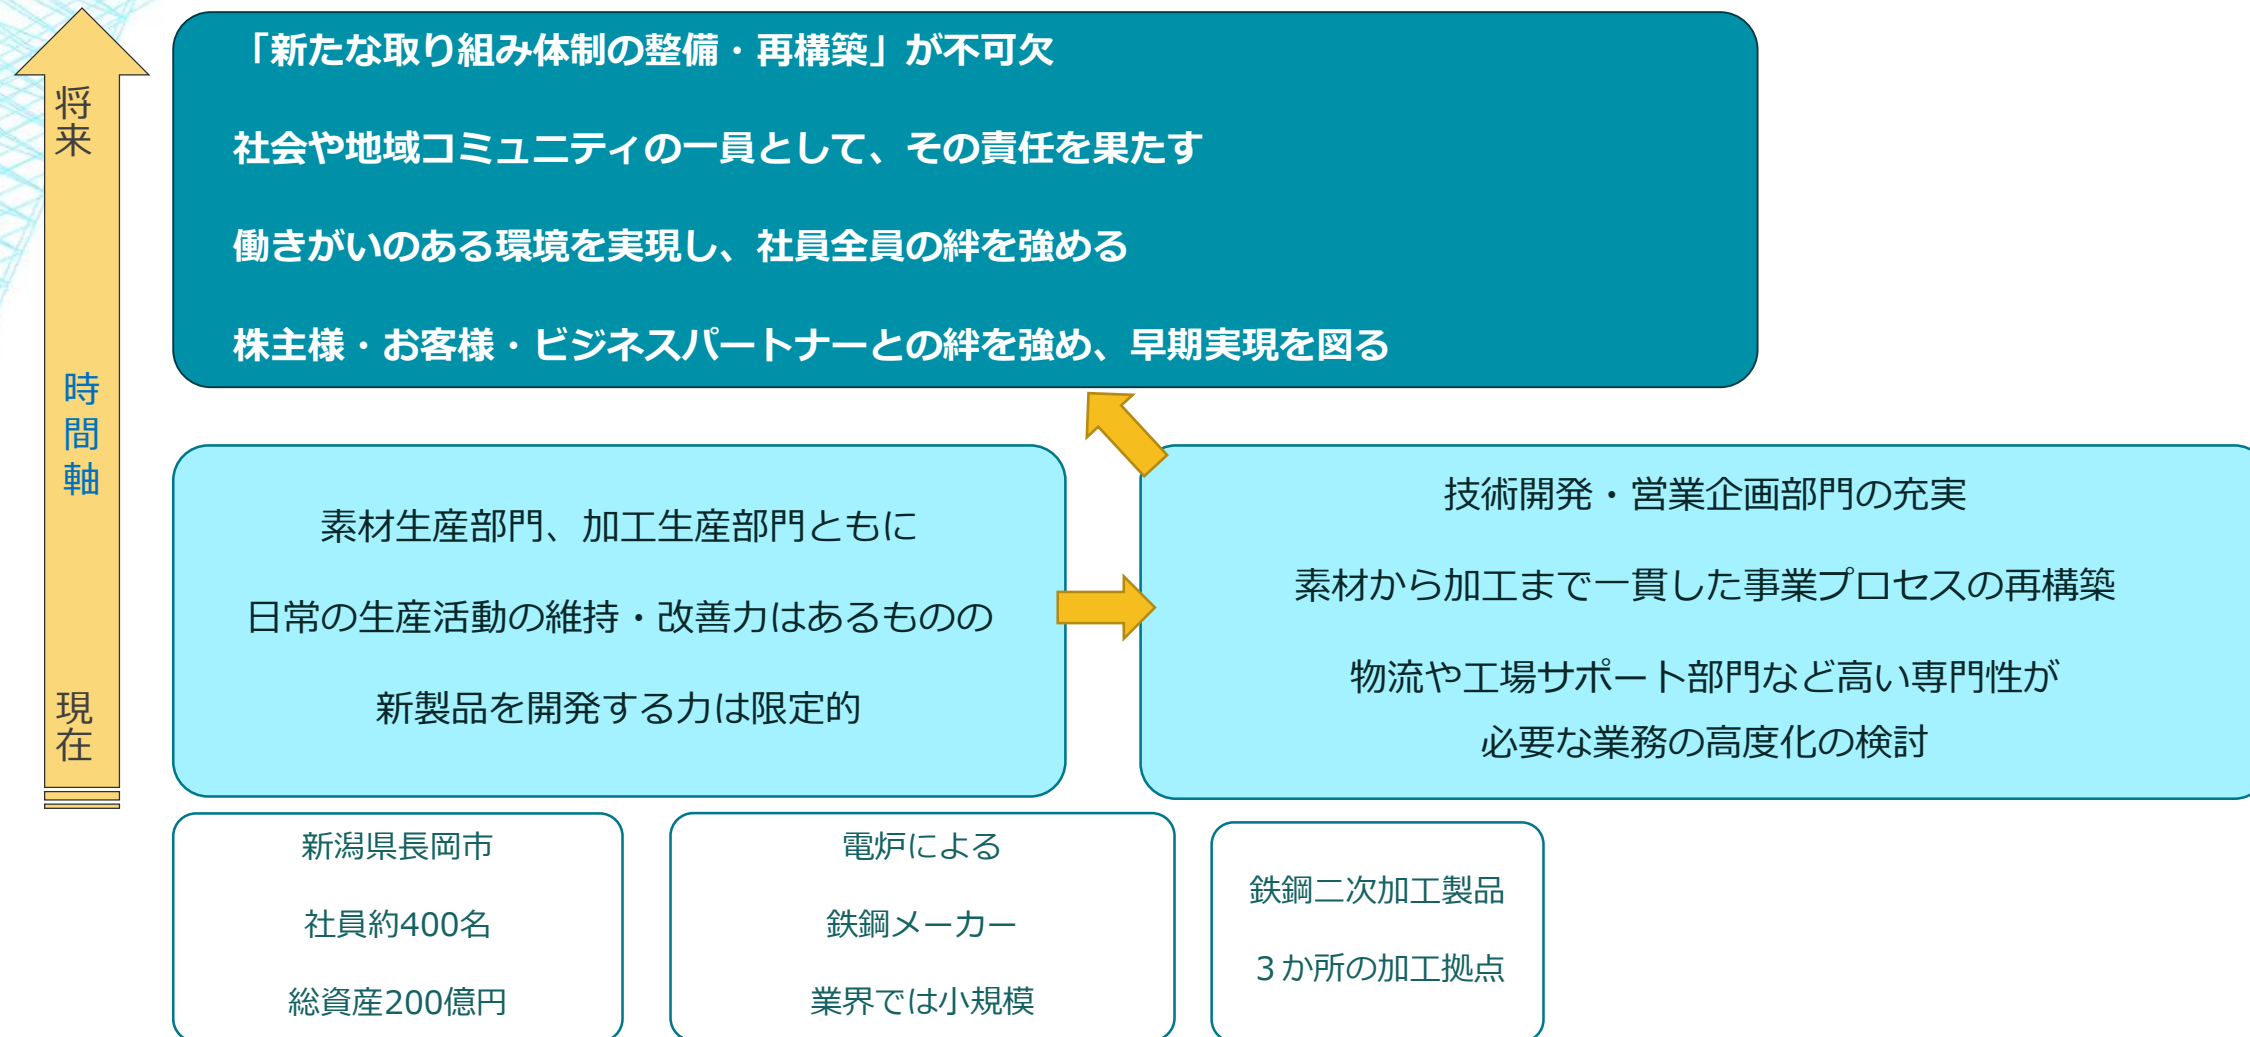 将来
時間軸
現在
「新たな取り組み体制の整備・再構築」が不可欠
社会や地域コミュニティの一員として、その責任を果たす
働きがいのある環境を実現し、社員全員の絆を強める
株主様・お客様・ビジネスパートナーとの絆を強め、早期実現を図る
素材生産部門、加工生産部門ともに
日常の生産活動の維持・改善力はあるものの
新製品を開発する力は限定的
技術開発・営業企画部門の充実
素材から加工まで一貫した事業プロセスの再構築
物流や工場サポート部門など高い専門性が
必要な業務の高度化の検討
新潟県長岡市
社員約400名
総資産200億円
電炉による
鉄鋼メーカー
業界では小規模
鉄鋼二次加工製品
３か所の加工拠点